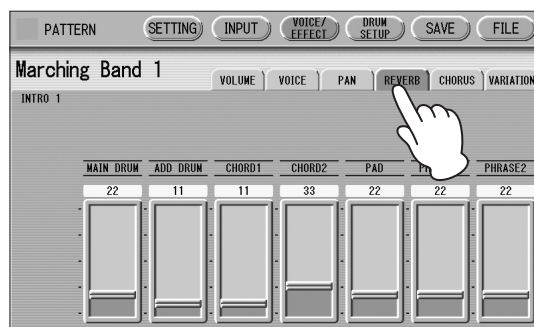 PATTERN SETTING INPUT VOICE/ EFFECT DRUM SETUP SAVE FILE
Marching Band 1
VOLUME VOICE PAN REVERB CHORUS VARIATION
INTRO 1
MAIN DRUM ADD DRUM CHORD1 CHORD2 PAD PHRASE2
22 11 11 33 22 22 22